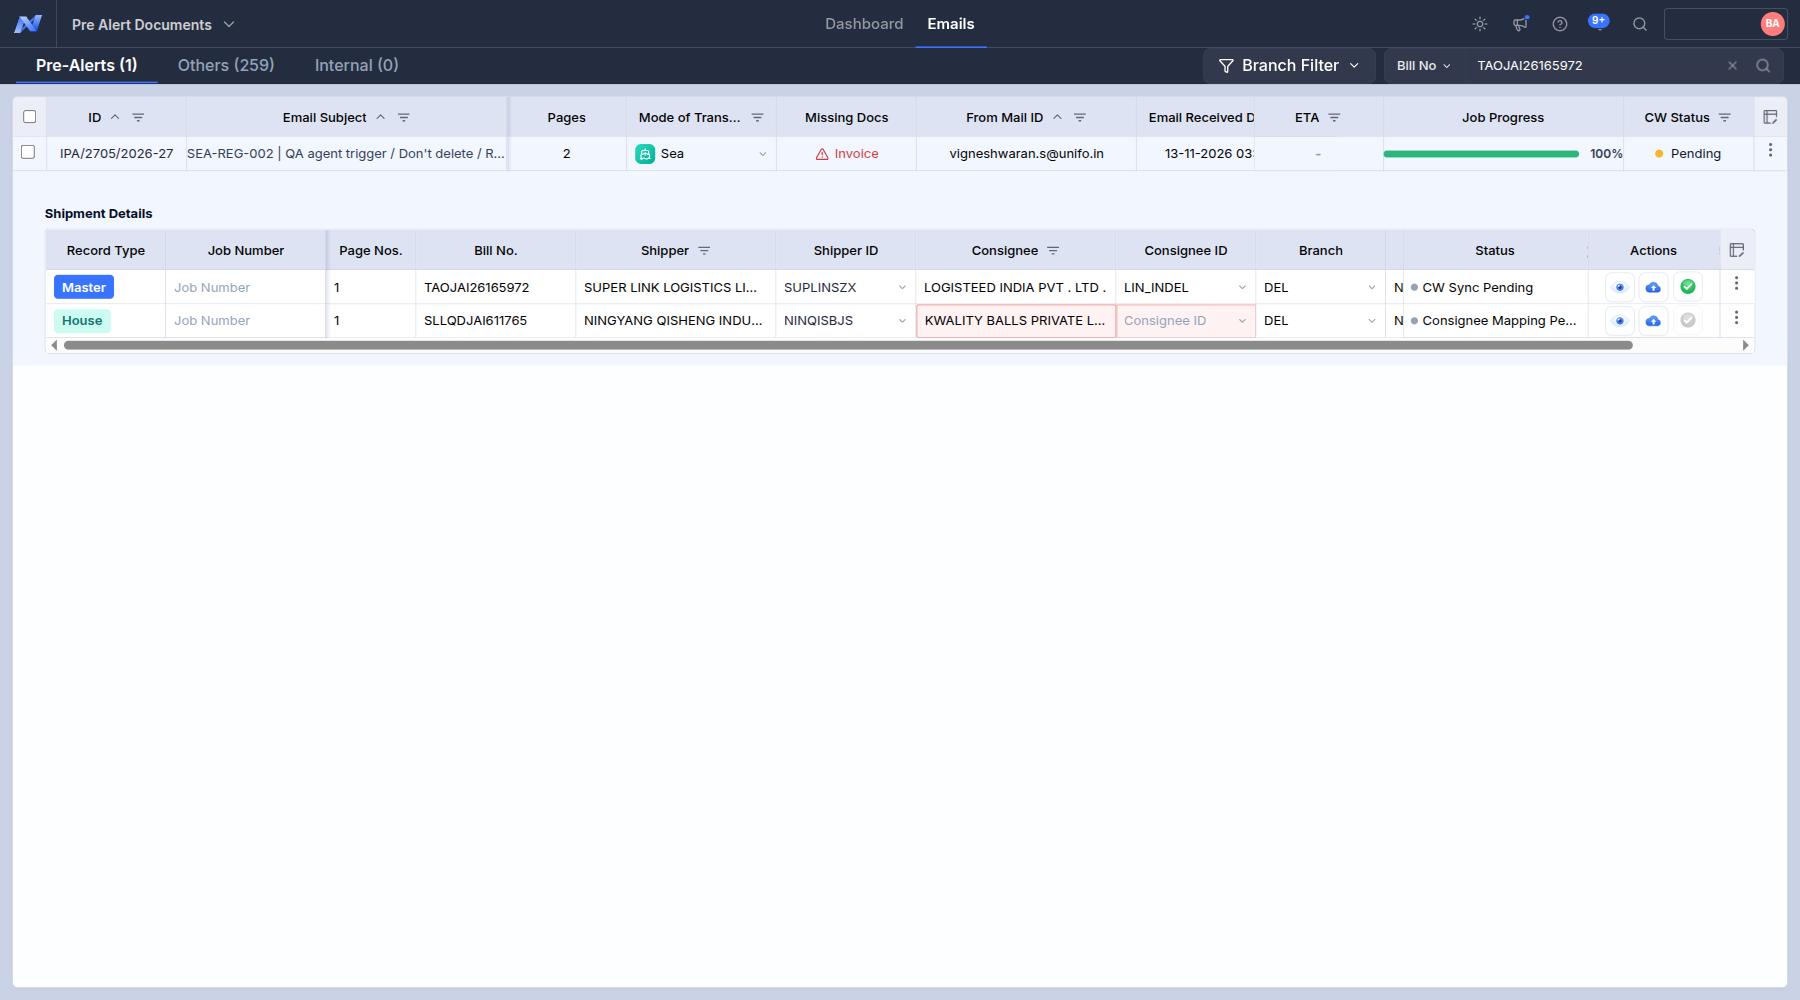 Pre Alert Documents
Dashboard
Emails
9+
BA
Pre-Alerts (1)
Others (259)
Internal (0)
Branch Filter
Bill No
TAOJAI26165972
ID
Email Subject
Pages
Mode of Trans...
Missing Docs
From Mail ID
Email Received D
ETA
Job Progress
CW Status
IPA/2705/2026-27
SEA-REG-002 | QA agent trigger / Don't delete / R...
2
Sea
Invoice
vigneshwaran.s@unifo.in
13-11-2026 03:
-
100%
Pending
Shipment Details
Record Type
Job Number
Page Nos.
Bill No.
Shipper
Shipper ID
Consignee
Consignee ID
Branch
Status
Actions
Master
Job Number
1
TAOJAI26165972
SUPER LINK LOGISTICS LI...
SUPLINSZX
LOGISTEED INDIA PVT . LTD .
LIN_INDEL
DEL
N
CW Sync Pending
House
Job Number
1
SLLQDJAI611765
NINGYANG QISHENG INDU...
NINQISBJS
KWALITY BALLS PRIVATE L...
Consignee ID
DEL
N
Consignee Mapping Pe...